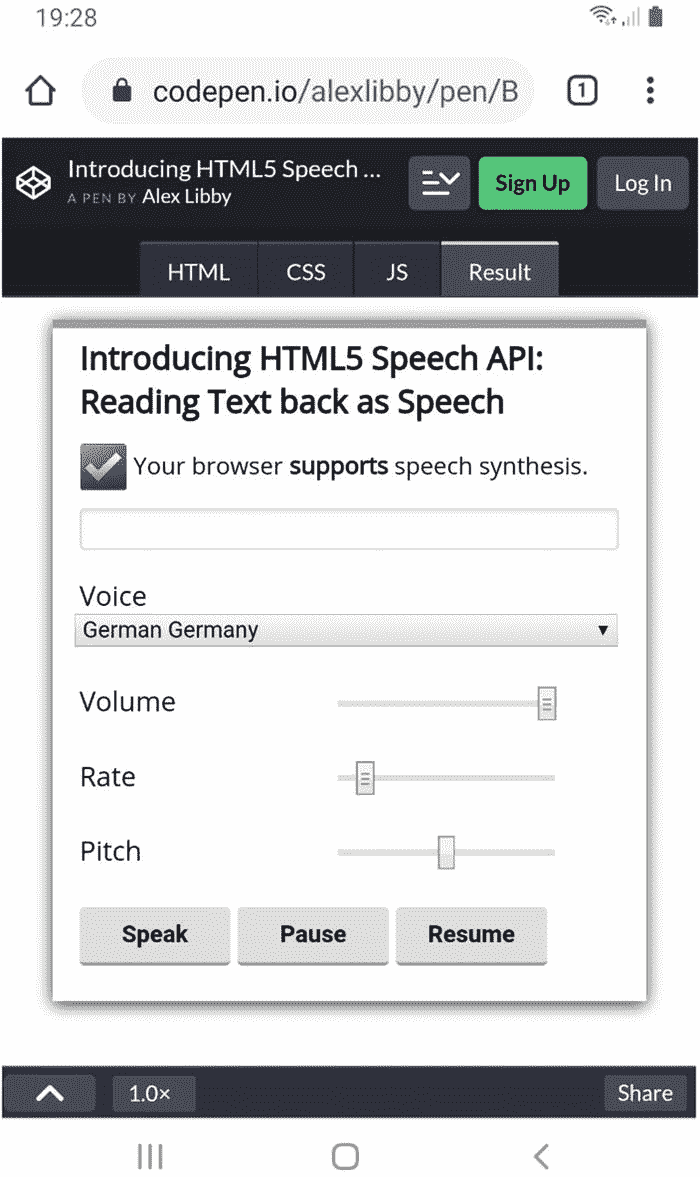 19:28
codepen.io/alexlibby/pen/B
1
Introducing HTML5 Speech ...
A PEN BY Alex Libby
Sign Up
Log In
HTML
CSS
JS
Result
Introducing HTML5 Speech API:
Reading Text back as Speech
Your browser supports speech synthesis.
Voice
German Germany
Volume
Rate
Pitch
Speak
Pause
Resume
1.0×
Share